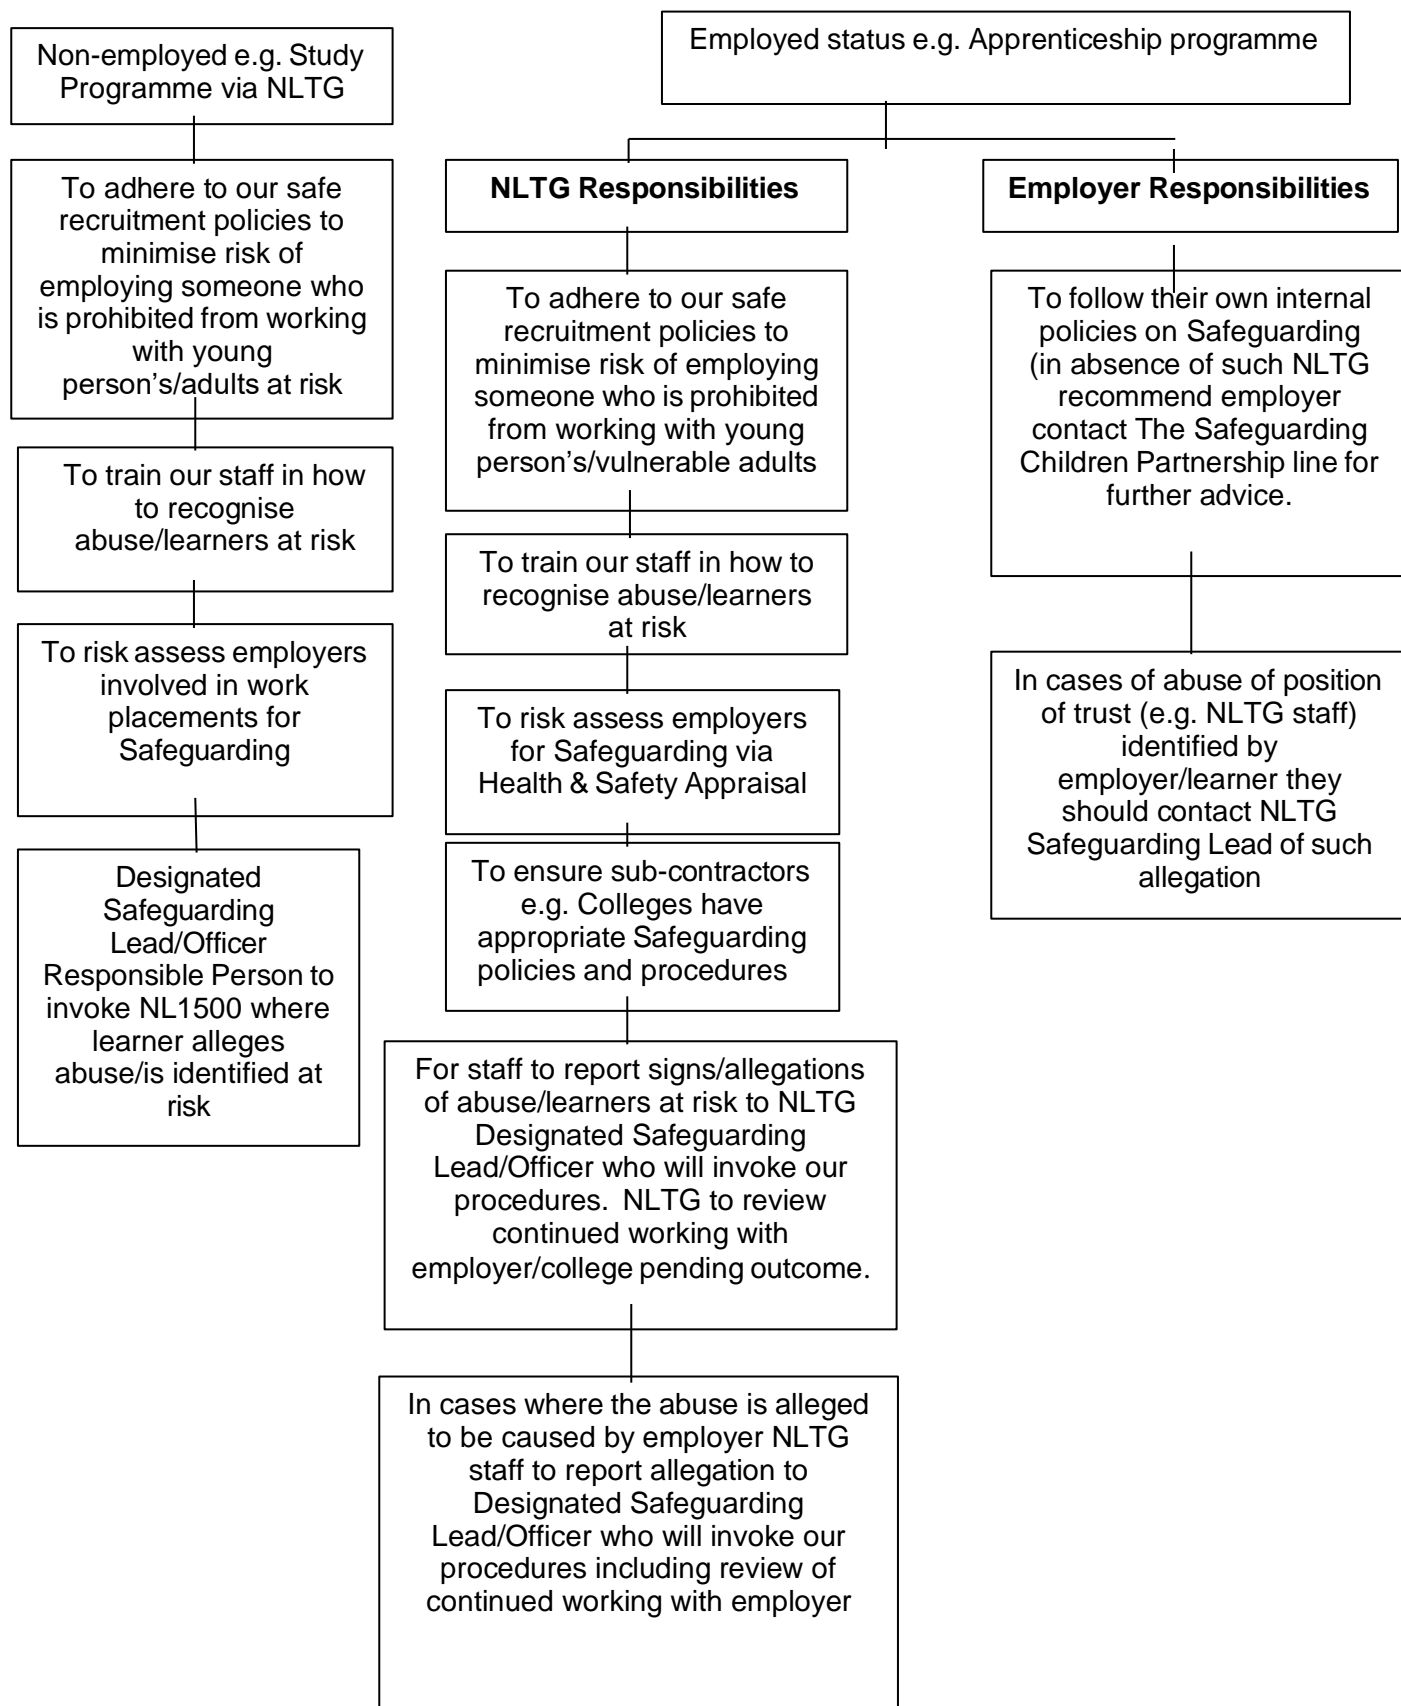 Non-employed e.g. Study
Programme via NLTG
To adhere to our safe
recruitment policies to
minimise risk of
employing someone who
is prohibited from working
with young
person’s/adults at risk
To train our staff in how
to recognise
abuse/learners at risk
To risk assess employers
involved in work
placements for
Safeguarding
Designated
Safeguarding
Lead/Officer
Responsible Person to
invoke NL1500 where
learner alleges
abuse/is identified at
risk
Employed status e.g. Apprenticeship programme
NLTG Responsibilities
To adhere to our safe
recruitment policies to
minimise risk of employing
someone who is prohibited
from working with young
person’s/vulnerable adults
To train our staff in how to
recognise abuse/learners
at risk
To risk assess employers
for Safeguarding via
Health & Safety Appraisal
To ensure sub-contractors
e.g. Colleges have
appropriate Safeguarding
policies and procedures
For staff to report signs/allegations
of abuse/learners at risk to NLTG
Designated Safeguarding
Lead/Officer who will invoke our
procedures.  NLTG to review
continued working with
employer/college pending outcome.
In cases where the abuse is alleged
to be caused by employer NLTG
staff to report allegation to
Designated Safeguarding
Lead/Officer who will invoke our
procedures including review of
continued working with employer
Employer Responsibilities
To follow their own internal
policies on Safeguarding
(in absence of such NLTG
recommend employer
contact The Safeguarding
Children Partnership line for
further advice.
In cases of abuse of position
of trust (e.g. NLTG staff)
identified by
employer/learner they
should contact NLTG
Safeguarding Lead of such
allegation